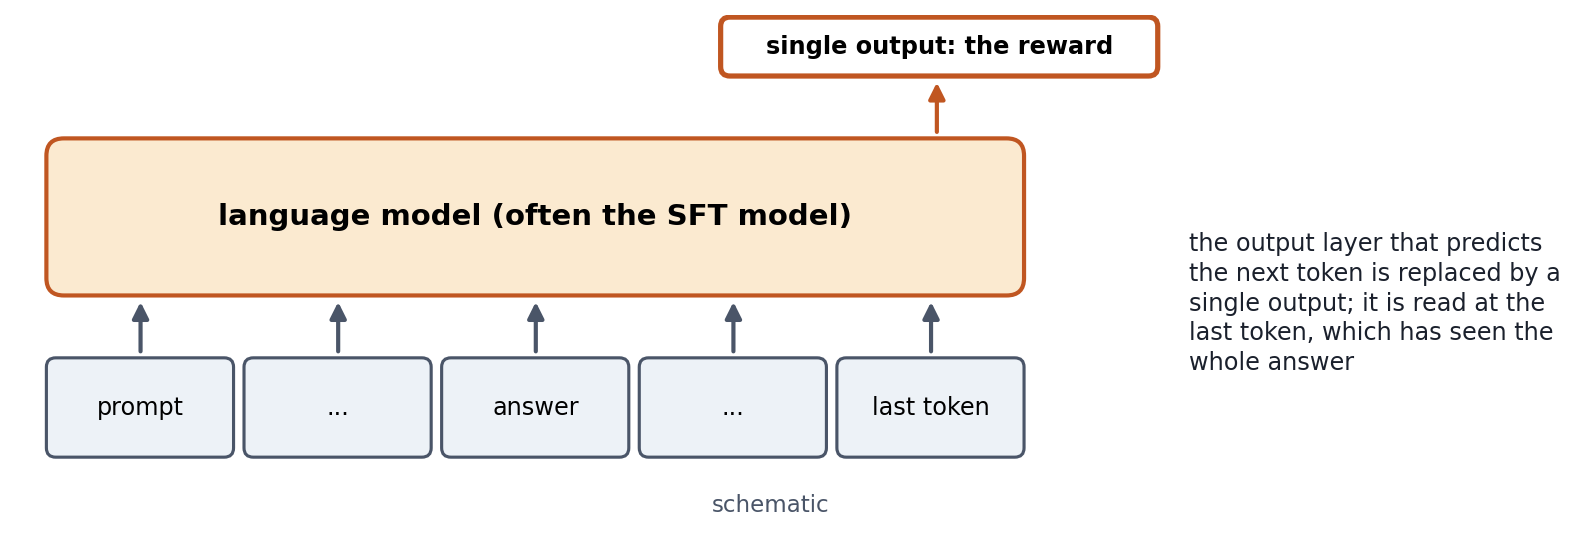 single output: the reward
language model (often the SFT model)
the output layer that predicts
the next token is replaced by a
single output; it is read at the
last token, which has seen the
whole answer
prompt
...
answer
...
last token
schematic